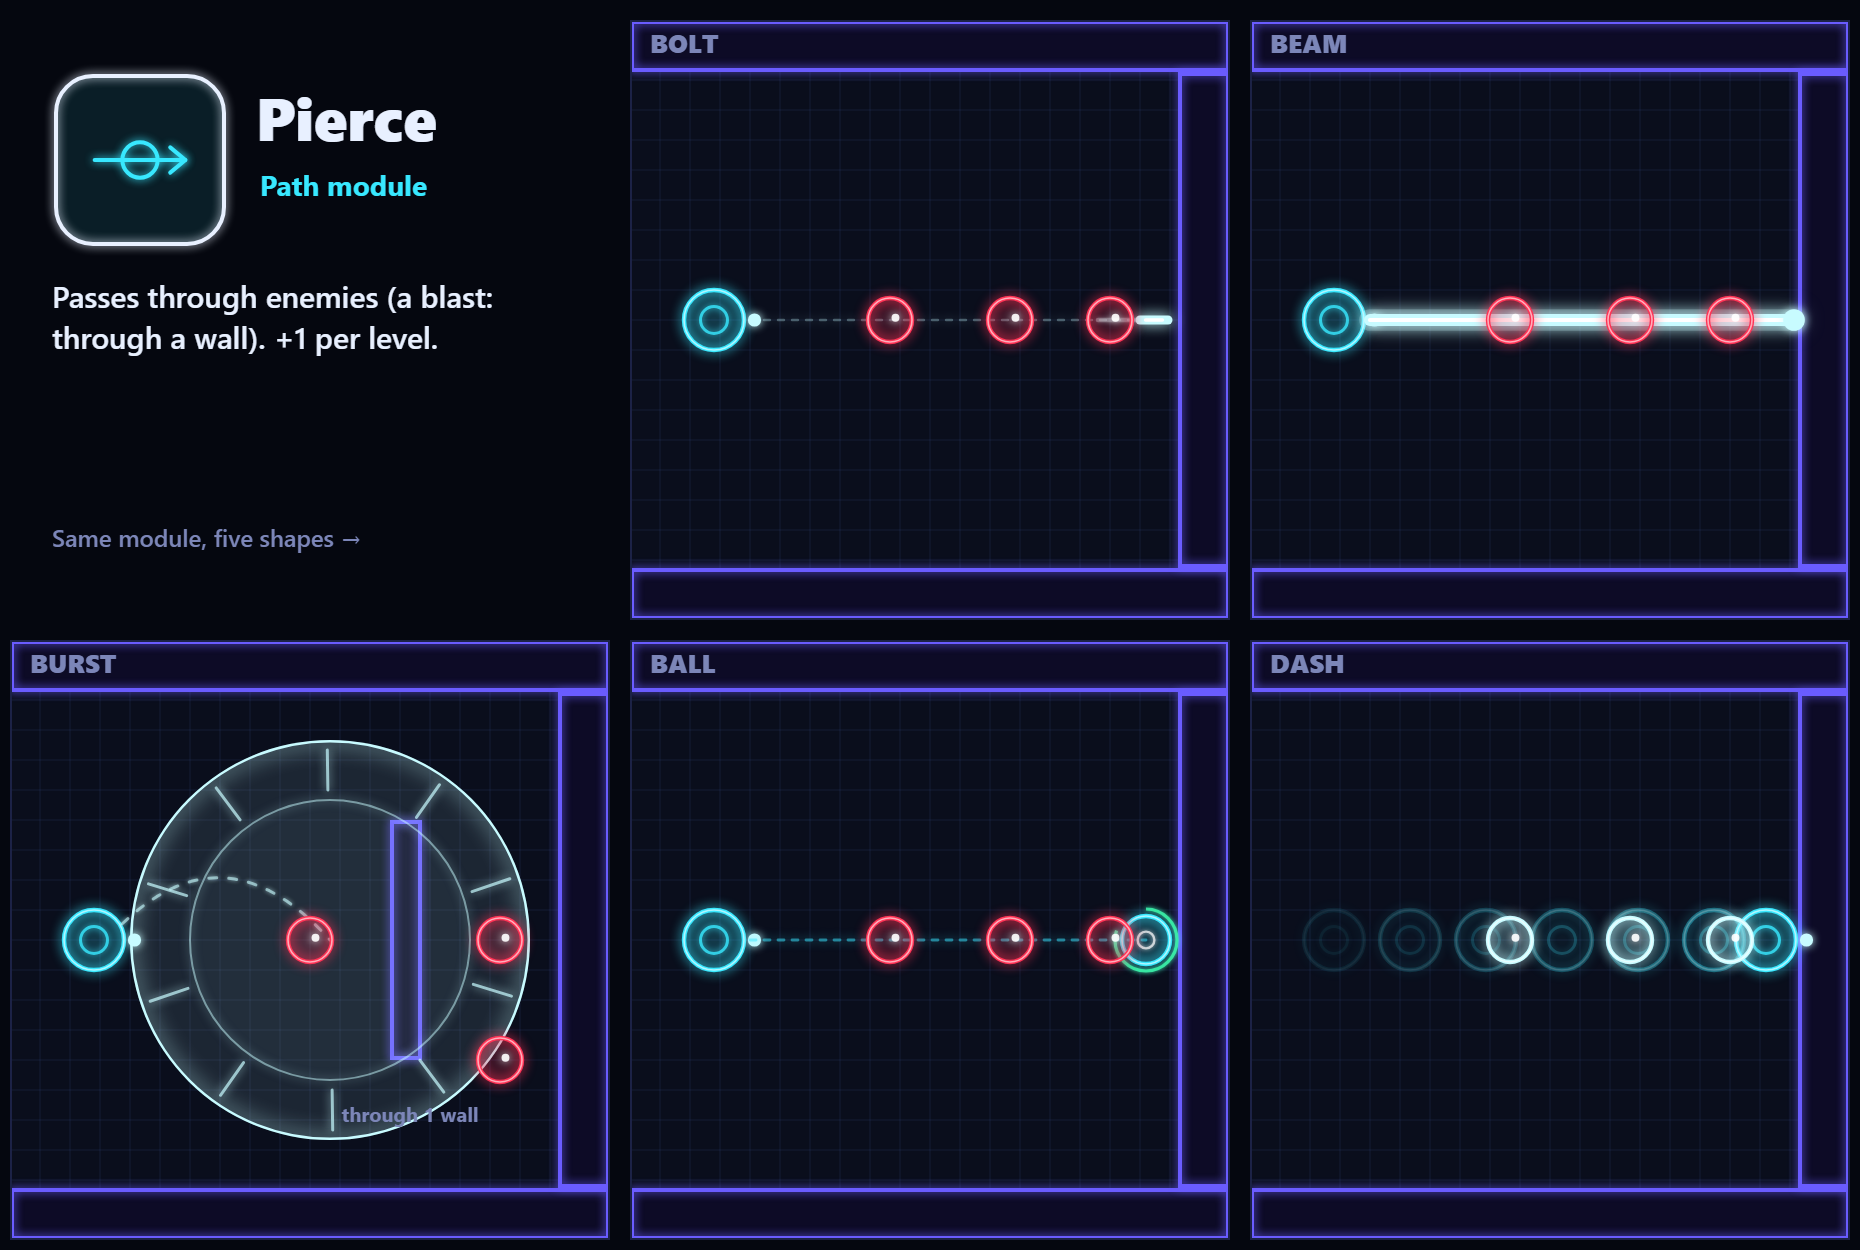 Pierce
Path module
Passes through enemies (a blast:
through a wall). +1 per level.
Same module, five shapes →
BOLT
BEAM
BURST
through 1 wall
BALL
DASH